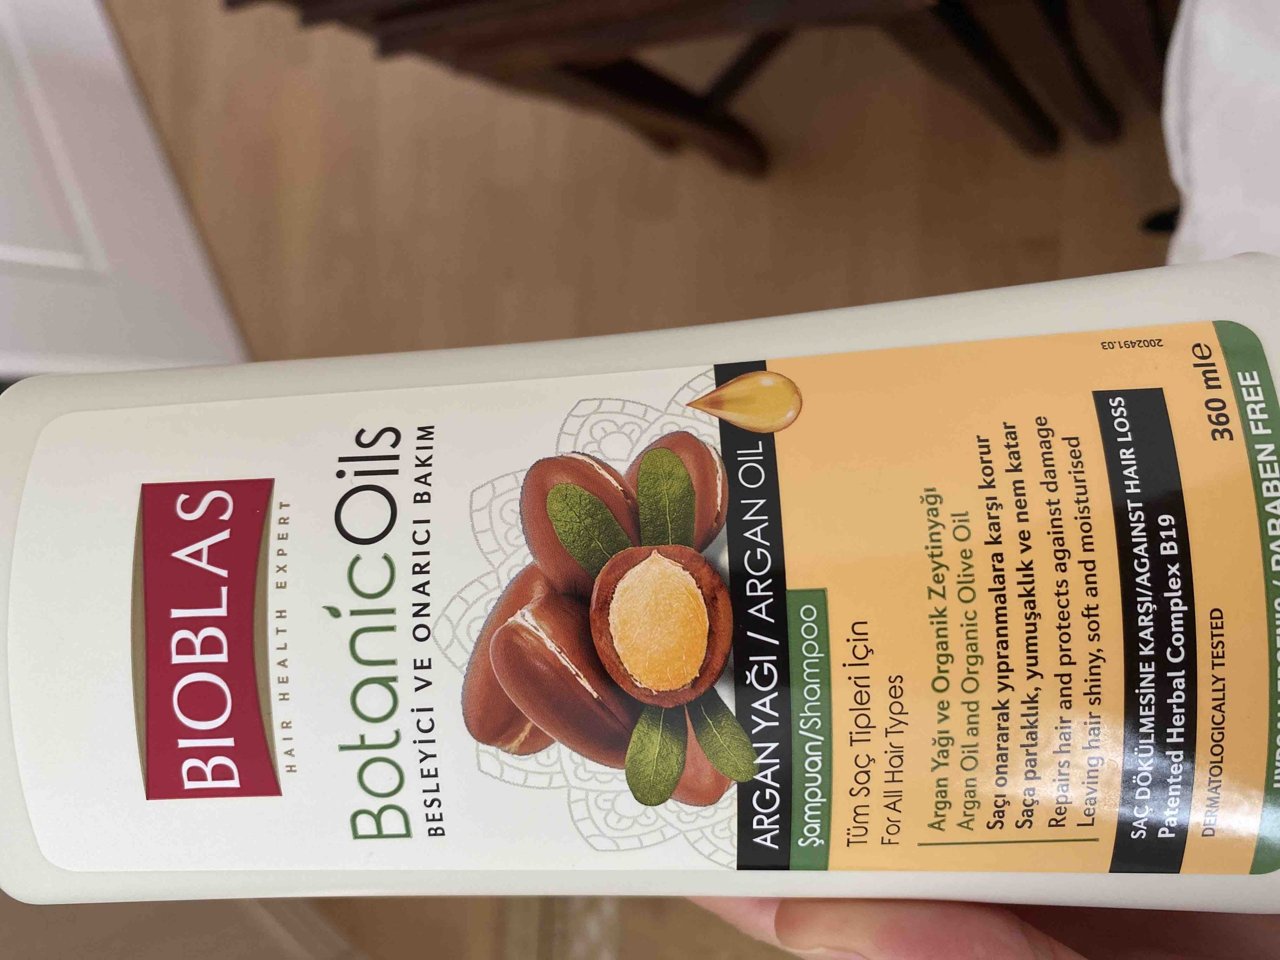 BIOBLAS
HAIR HEALTH EXPERT
BotanicOils
BESLEYİCİ VE ONARICI BAKIM
ARGAN YAĞI / ARGAN OIL
Şampuan/Shampoo
Tüm Saç Tipleri İçin
For All Hair Types
Argan Yağı ve Organik Zeytinyağı
Argan Oil and Organic Olive Oil
Saçı onararak yıpranmalara karşı korur
Saça parlaklık, yumuşaklık ve nem katar
Repairs hair and protects against damage
Leaving hair shiny, soft and moisturised
2002491.03
SAÇ DÖKÜLMESİNE KARŞI/AGAINST HAIR LOSS
Patented Herbal Complex B19
DERMATOLOGICALLY TESTED
360 mle
/ PARABEN FREE